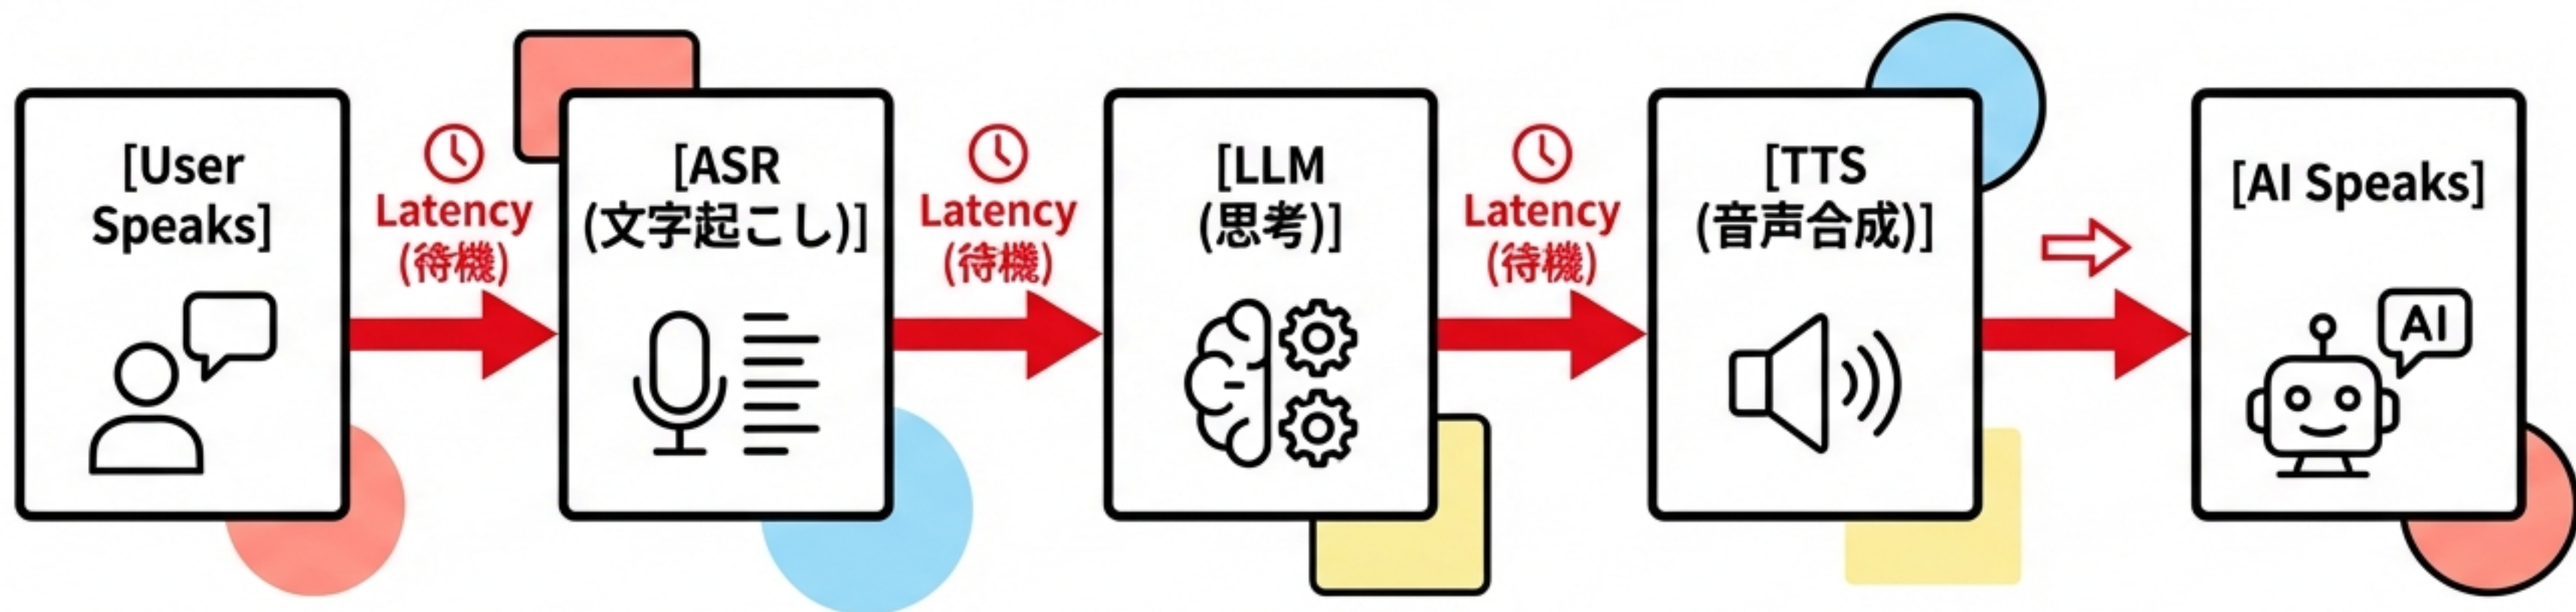 [User
Speaks]
Latency
(待機)
[ASR
(文字起こし)]
Latency
(待機)
[LLM
(思考)]
Latency
(待機)
[TTS
(音声合成)]
[AI Speaks]
AI